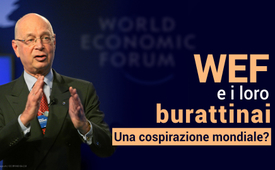 WORLD
ECONOMIC
FORUM
WEF
e i loro
burattinai
Una cospirazione mondiale?